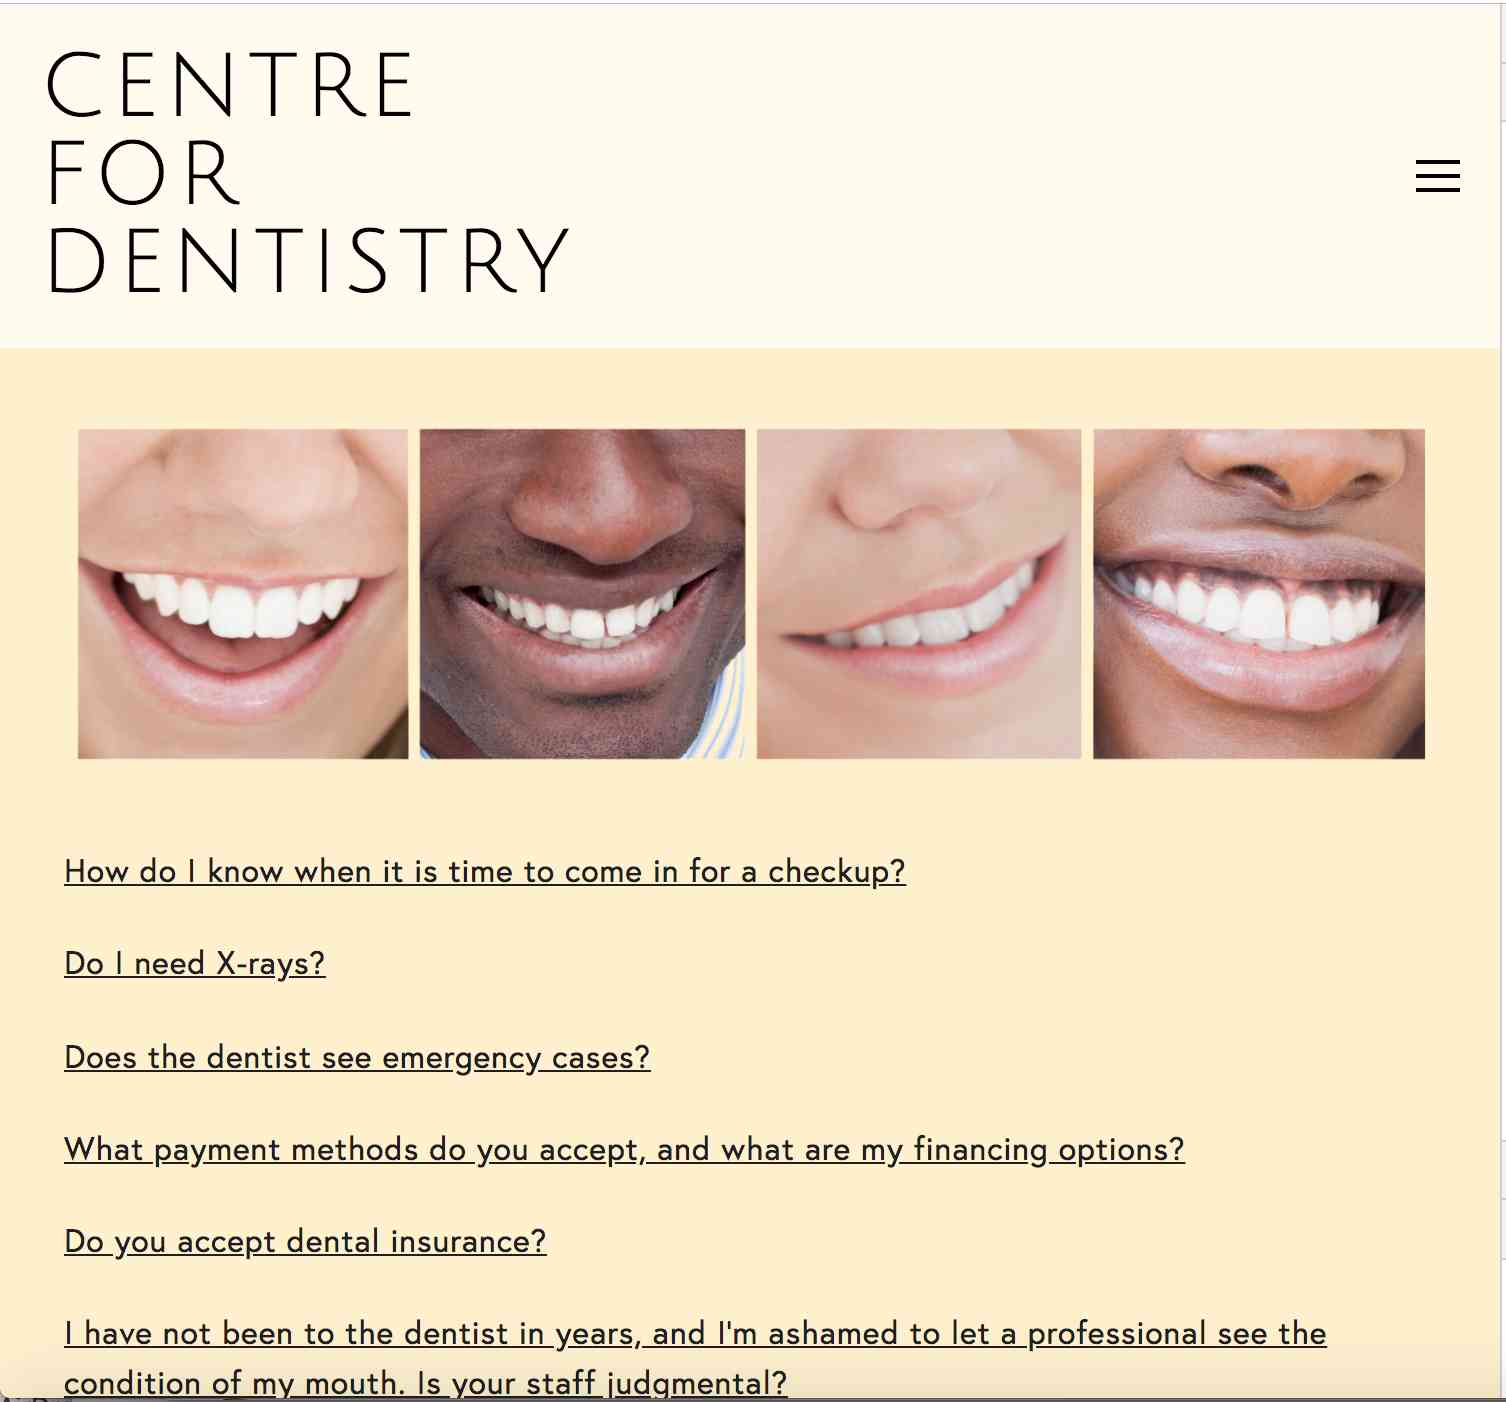 CENTRE
FOR
DENTISTRY
How do I know when it is time to come in for a checkup?
Do I need X-rays?
Does the dentist see emergency cases?
What payment methods do you accept, and what are my financing options?
Do you accept dental insurance?
I have not been to the dentist in years, and I'm ashamed to let a professional see the
condition of my mouth. Is your staff judgmental?